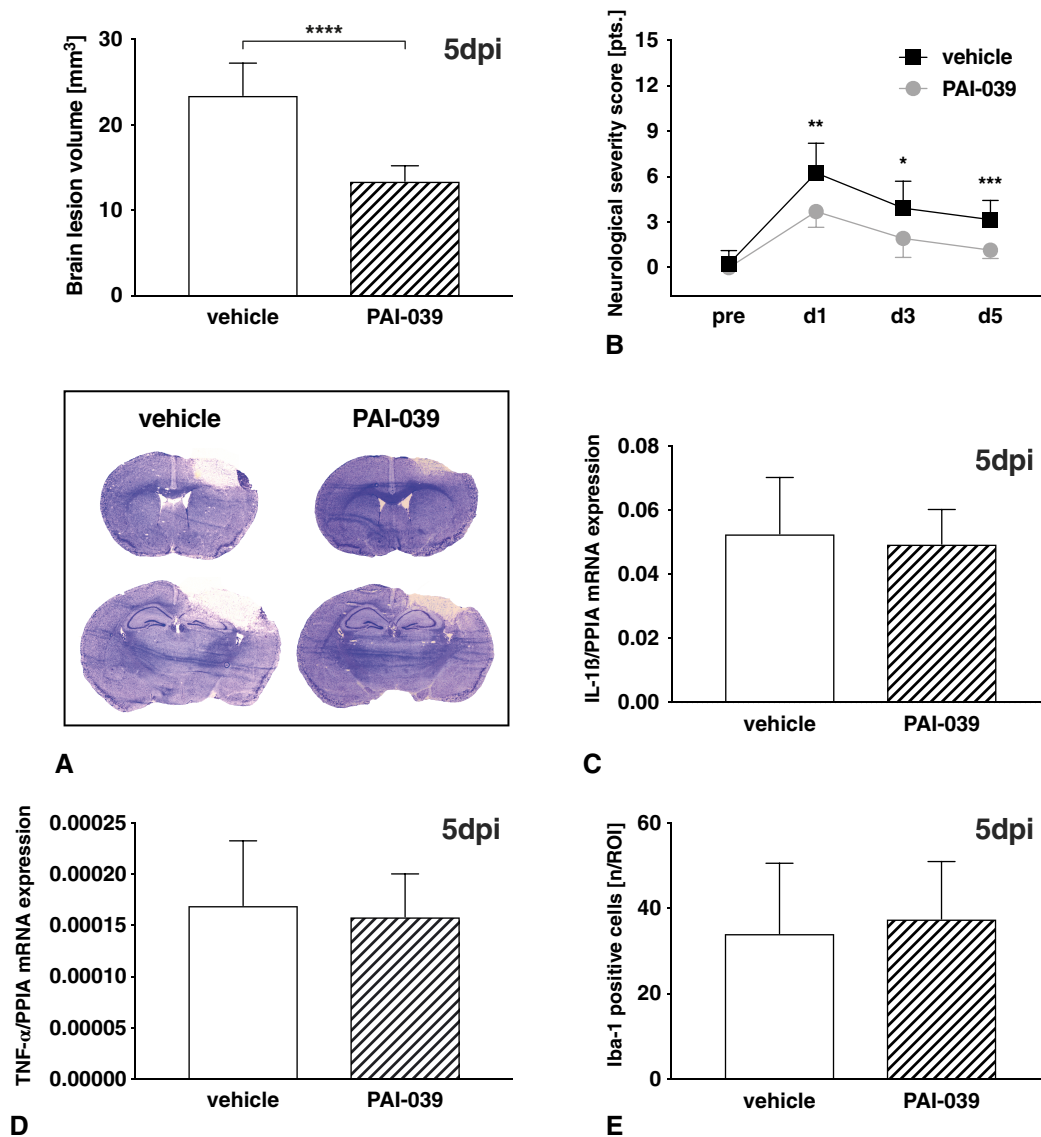 ****
5dpi
Brain lesion volume [mm³]
30
20
10
0
vehicle
PAI-039
Neurological severity score [pts.]
15
12
9
6
3
0
vehicle
PAI-039
**
*
***
pre
d1
d3
d5
B
vehicle
PAI-039
A
5dpi
IL-1ß/PPIA mRNA expression
0.08
0.06
0.04
0.02
0.00
vehicle
PAI-039
C
5dpi
TNF-α/PPIA mRNA expression
0.00025
0.00020
0.00015
0.00010
0.00005
0.00000
vehicle
PAI-039
D
5dpi
Iba-1 positive cells [n/ROI]
60
40
20
0
vehicle
PAI-039
E